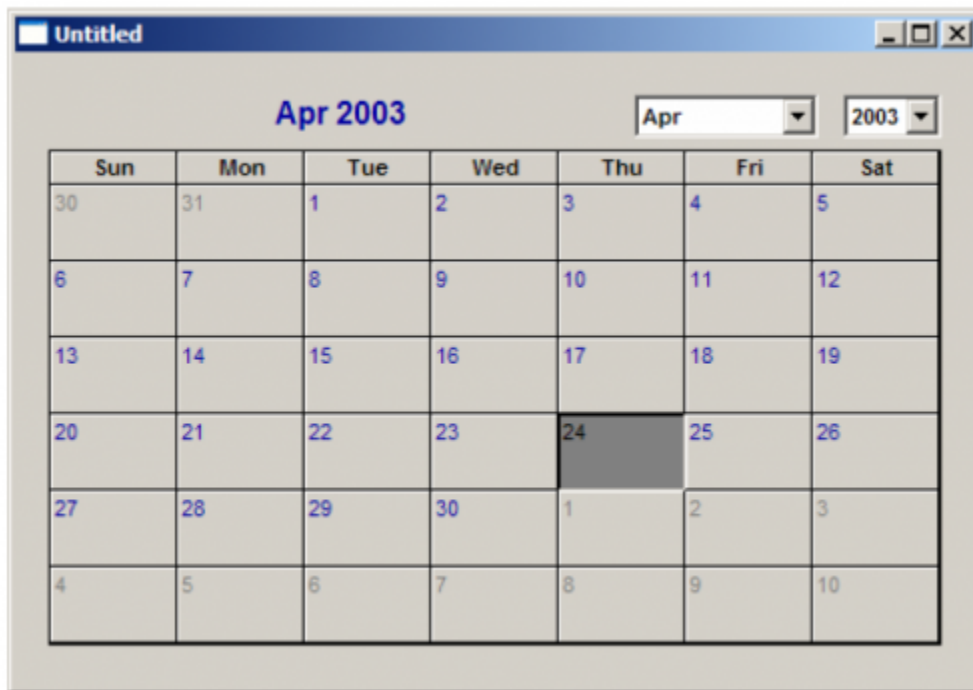 Untitled
Apr 2003 Apr 2003
Sun Mon Tue Wed Thu Fri Sat
30 31 1 2 3 4 5
6 7 8 9 10 11 12
13 14 15 16 17 18 19
20 21 22 23 24 25 26
27 28 29 30 1 2 3
4 5 6 7 8 9 10